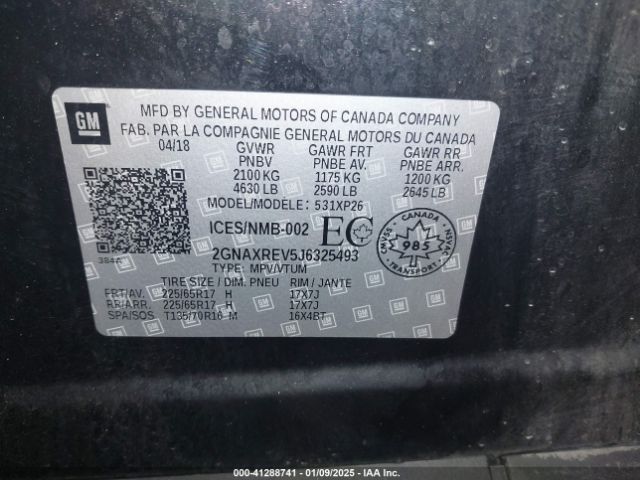 GM
MFD BY GENERAL MOTORS OF CANADA COMPANY
FAB. PAR LA COMPAGNIE GENERAL MOTORS DU CANADA
04/18 GVWR GAWR FRT GAWR RR
PNBV PNBE AV. PNBE ARR.
2100 KG 1175 KG 1200 KG
4630 LB 2590 LB 2645 LB
MODEL/MODÈLE: 531XP26
ICES/NMB-002 EC
CANADA
MVSS NSVAC
985
TRANSPORT
384A
2GNAXREV5J6325493
TYPE: MPV/VTUM
TIRE SIZE / DIM. PNEU RIM / JANTE
FRT/AV. 225/65R17 H 17X7J
RR/ARR. 225/65R17 H 17X7J
SPA/SOS T135/70R16 M 16X4BT
000-41288741 — 01/09/2025 — IAA Inc.